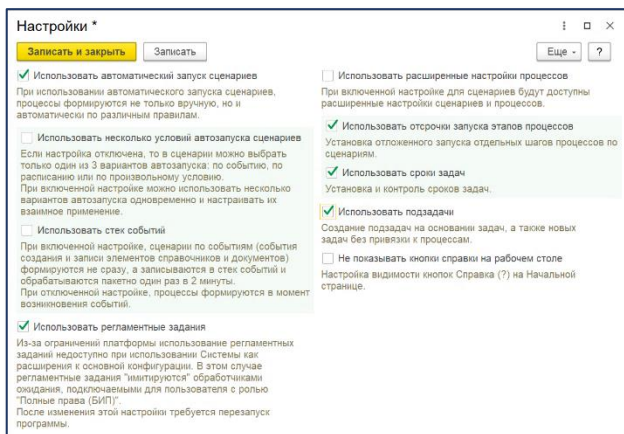 Настройки *
Записать и закрыть
Записать
Еще
?
Использовать автоматический запуск сценариев
При использовании автоматического запуска сценариев,
процессы формируются не только вручную, но и
автоматически по различным правилам.
Использовать несколько условий автозапуска сценариев
Если настройка отключена, то в сценарии можно выбрать
только один из 3 вариантов автозапуска: по событию, по
расписанию или по произвольному условию.
При включенной настройке можно использовать несколько
вариантов автозапуска одновременно и настраивать их
взаимное применение.
Использовать стек событий
При включенной настройке, сценарии по событиям (события
создания и записи элементов справочников и документов)
формируются не сразу, а записываются в стек событий и
обрабатываются пакетно один раз в 2 минуты.
При отключенной настройке, процессы формируются в момент
возникновения событий.
Использовать регламентные задания
Из-за ограничений платформы использование регламентных
заданий недоступно при использовании Системы как
расширения к основной конфигурации. В этом случае
регламентные задания "имитируются" обработчиками
ожидания, подключаемыми для пользователя с ролью
"Полные права (БИП)".
После изменения этой настройки требуется перезапуск
программы.
Использовать расширенные настройки процессов
При включенной настройке для сценариев будут доступны
расширенные настройки сценариев и процессов.
Использовать отсрочки запуска этапов процессов
Установка отложенного запуска отдельных шагов процессов по
сценариям.
Использовать сроки задач
Установка и контроль сроков задач.
Использовать подзадачи
Создание подзадач на основании задач, а также новых
задач без привязки к процессам.
Не показывать кнопки справки на рабочем столе
Настройка видимости кнопок Справка (?) на Начальной
странице.